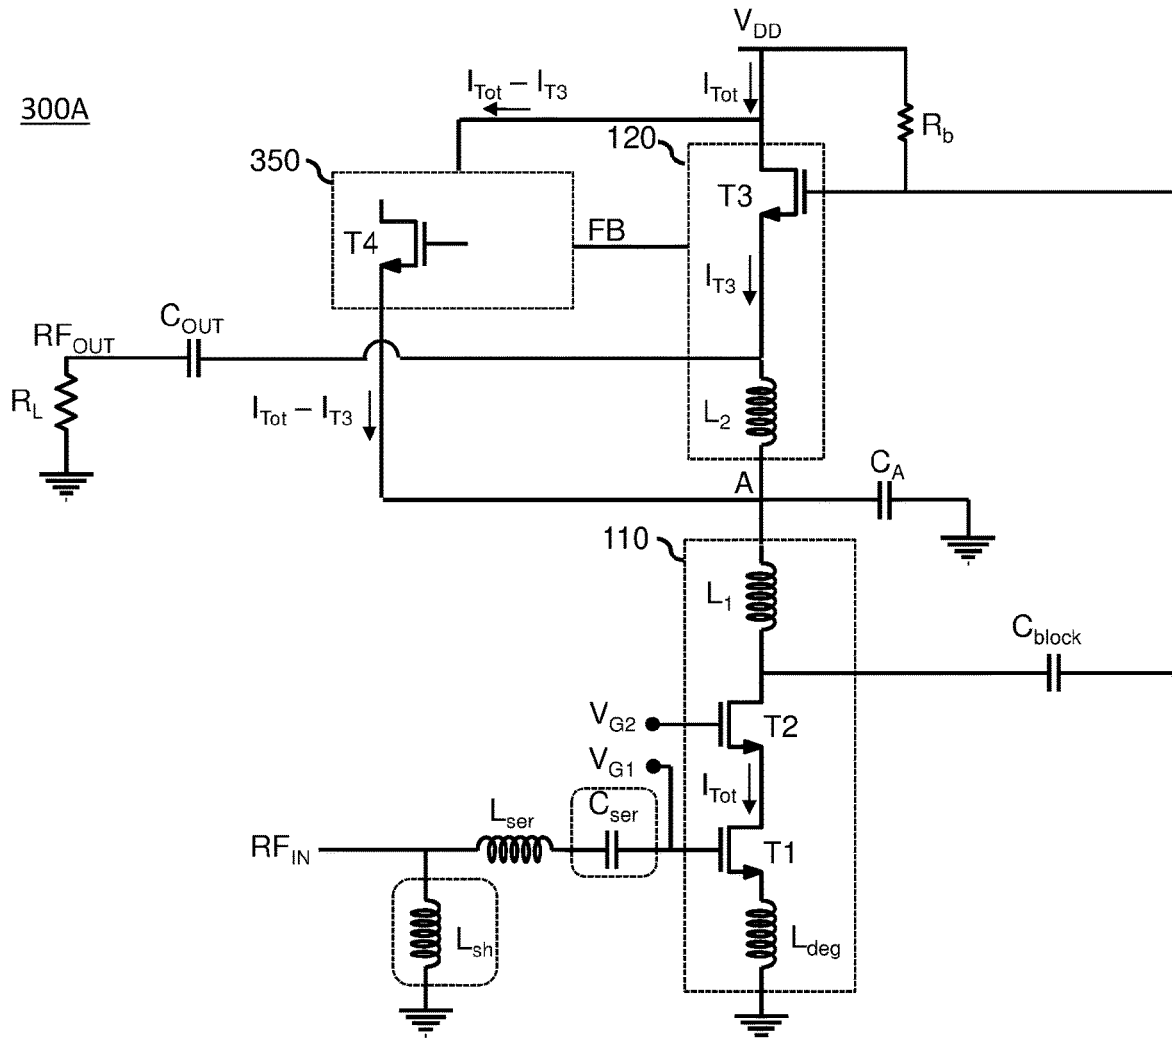 V_DD
300A
I_Tot – I_T3
I_Tot
R_b
350
120
T3
T4
FB
I_T3
C_OUT
RF_OUT
R_L
I_Tot – I_T3
L_2
A
C_A
110
L_1
C_block
V_G2
T2
V_G1
I_Tot
L_ser
C_ser
RF_IN
T1
L_sh
L_deg